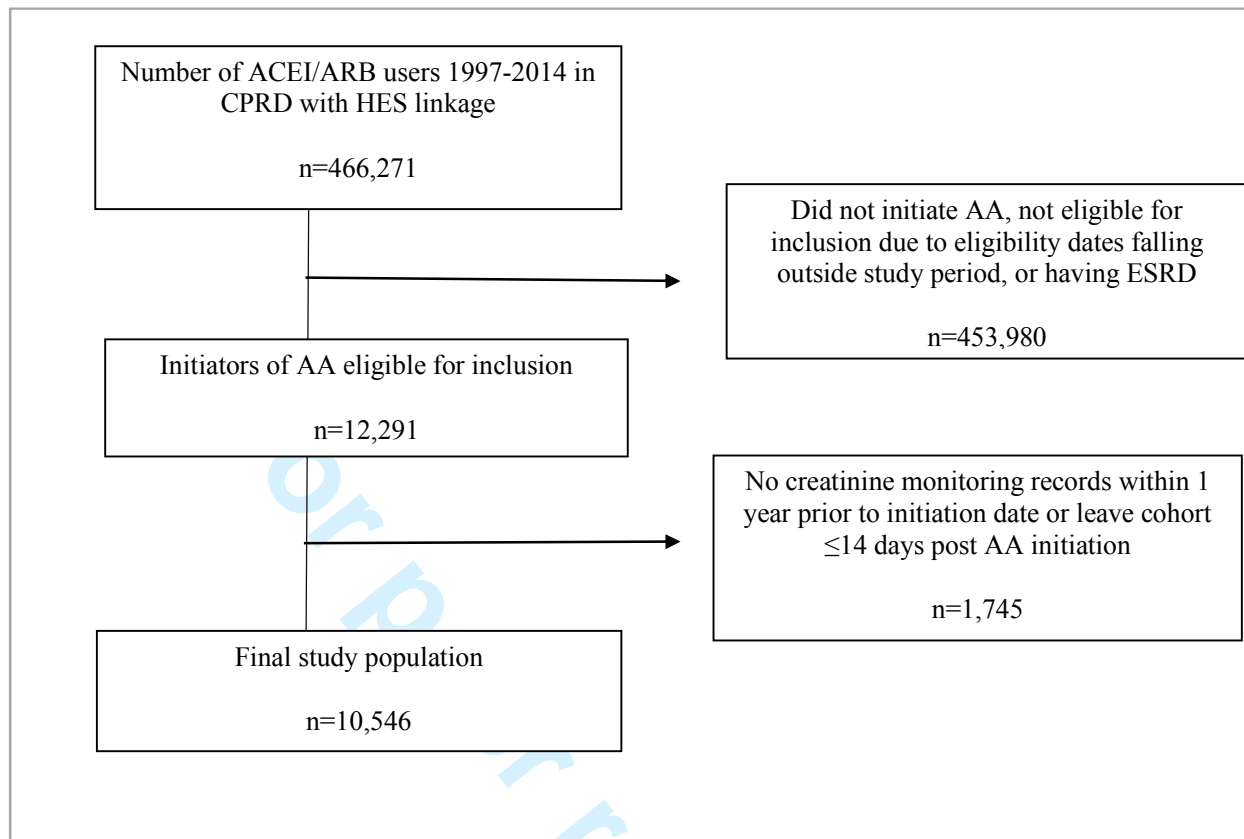 Number of ACEI/ARB users 1997-2014 in
CPRD with HES linkage
n=466,271
Did not initiate AA, not eligible for
inclusion due to eligibility dates falling
outside study period, or having ESRD
n=453,980
Initiators of AA eligible for inclusion
n=12,291
No creatinine monitoring records within 1
year prior to initiation date or leave cohort
≤14 days post AA initiation
n=1,745
Final study population
n=10,546
or p
r r